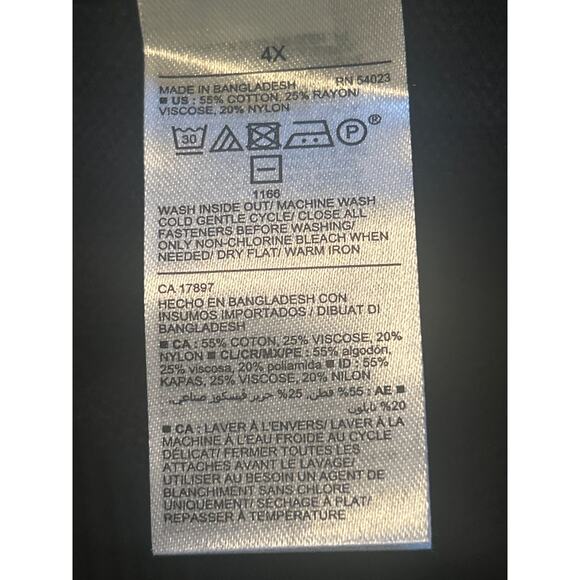 4X
MADE IN BANGLADESH RN 54023
■ US : 55% COTTON, 25% RAYON/
VISCOSE, 20% NYLON
30 P ®
1166
WASH INSIDE OUT/ MACHINE WASH
COLD GENTLE CYCLE/ CLOSE ALL
FASTENERS BEFORE WASHING/
ONLY NON-CHLORINE BLEACH WHEN
NEEDED/ DRY FLAT/ WARM IRON
CA 17897
HECHO EN BANGLADESH CON
INSUMOS IMPORTADOS / DIBUAT DI
BANGLADESH
■ CA : 55% COTON, 25% VISCOSE, 20%
NYLON ■ CL/CR/MX/PE : 55% algodón,
25% viscosa, 20% poliamida ■ ID : 55%
KAPAS, 25% VISCOSE, 20% NILON
■ AE : 55% قطن, 25% حرير فيسكوز صناعي,
20% نايلون
■ CA : LAVER À L'ENVERS/ LAVER À LA
MACHINE À L'EAU FROIDE AU CYCLE
DÉLICAT/ FERMER TOUTES LES
ATTACHES AVANT LE LAVAGE/
UTILISER AU BESOIN UN AGENT DE
BLANCHIMENT SANS CHLORE
UNIQUEMENT/ SÉCHAGE À PLAT/
REPASSER À TEMPÉRATURE